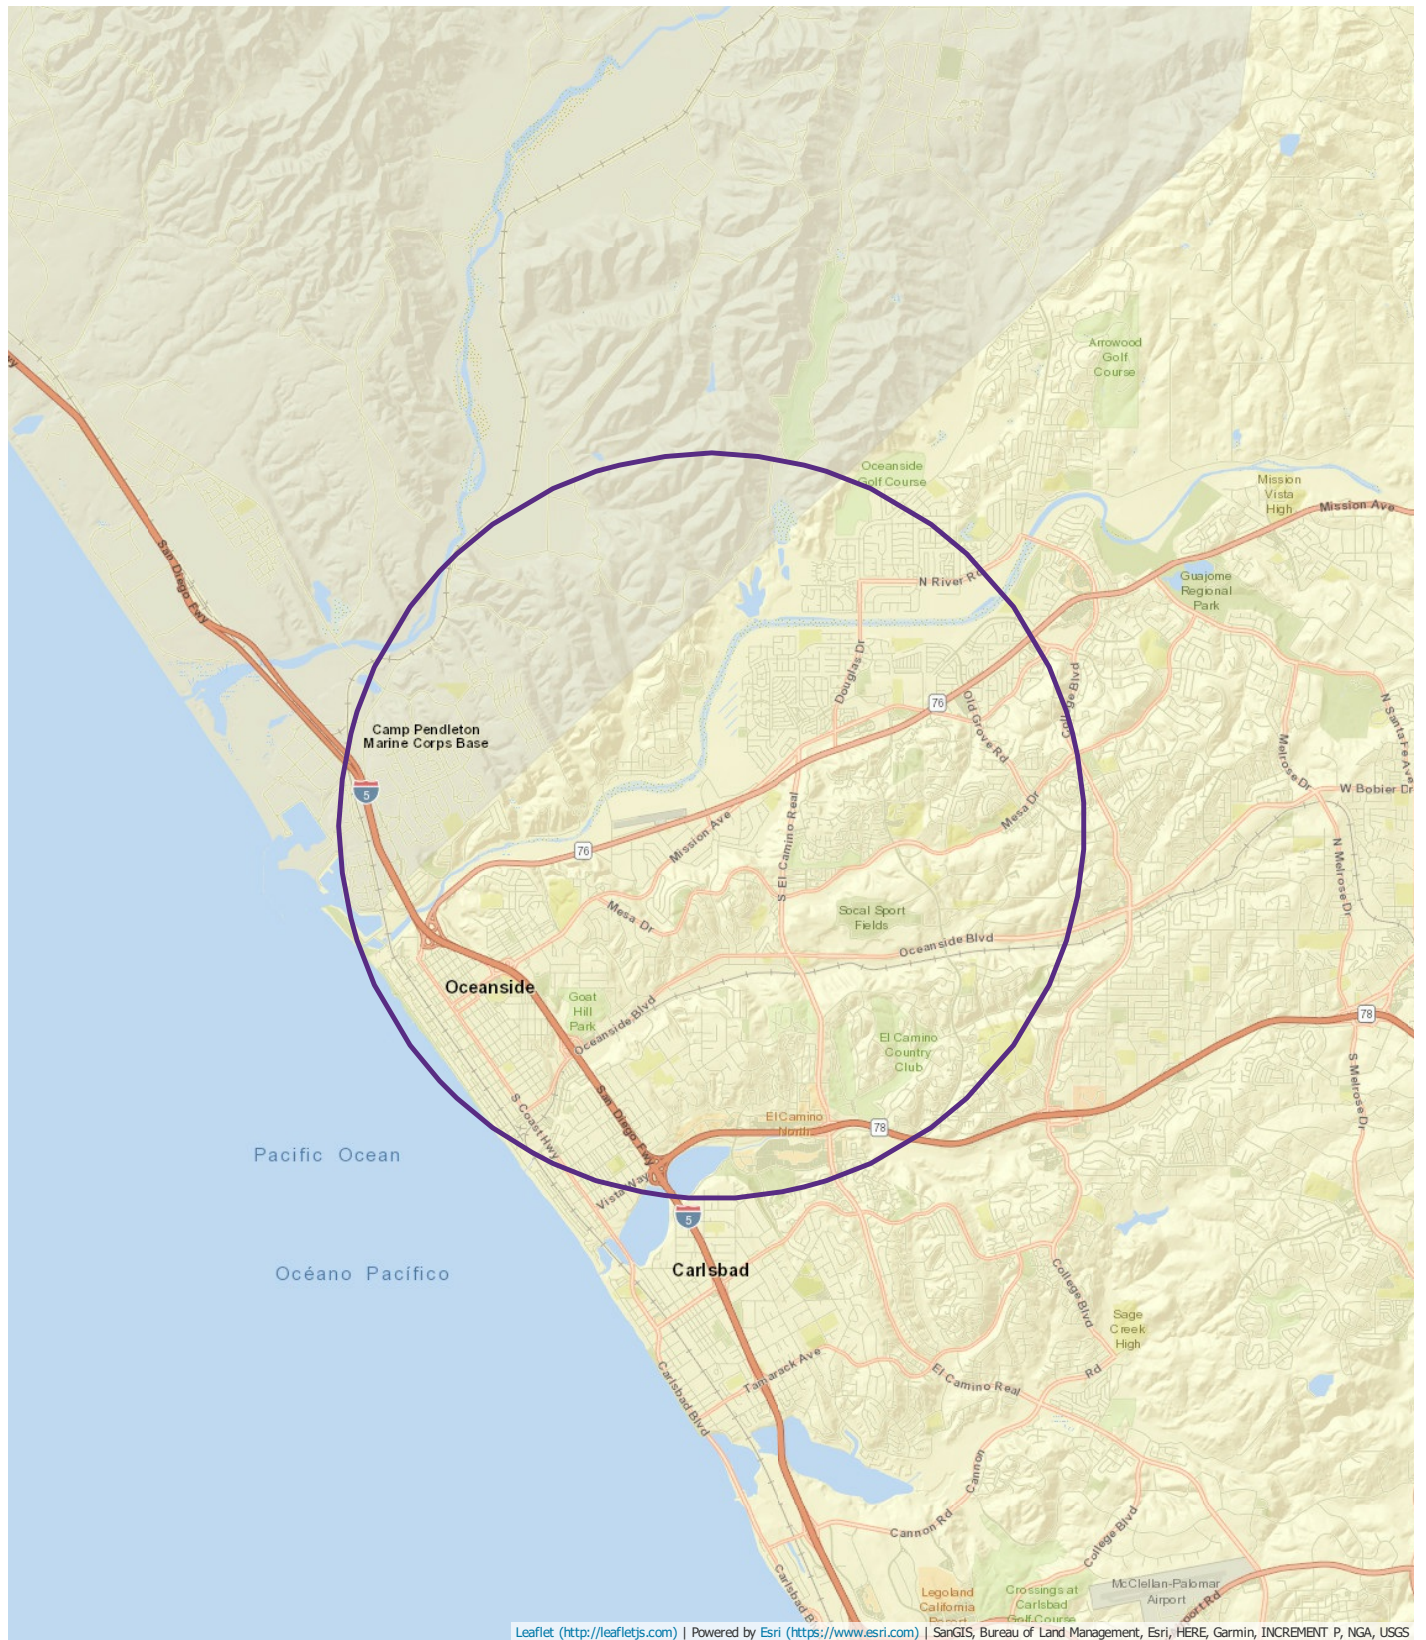 Arrowood
Golf
Course
Oceanside
Golf Course
Mission
Vista
High
Mission Ave
San Diego Fwy
N River Rd
Guajome
Regional
Park
Douglas Dr
76
Old Grove Rd
College Blvd
N Santa Fe Ave
Camp Pendleton
Marine Corps Base
Melrose Dr
5
W Bobier Dr
S El Camino Real
Mesa Dr
Mission Ave
76
N Melrose Dr
Mesa Dr
Socal Sport
Fields
Oceanside Blvd
Oceanside
Goat
Hill
Park
Oceanside Blvd
78
El Camino
Country
Club
S Melrose Dr
S Coast Hwy
San Diego Fwy
El Camino
North
78
Pacific Ocean
Vista Way
5
Carlsbad
Océano Pacífico
College Blvd
Sage
Creek
High
Tamarack Ave
Carlsbad Blvd
El Camino Real
Rd
Cannon
Cannon Rd
College Blvd
McClellan-Palomar
Airport
Legoland
California
Resort
Crossings at
Carlsbad
Golf Course
Carlsbad B
port Rd
Leaflet (http://leafletjs.com) | Powered by Esri (https://www.esri.com) | SanGIS, Bureau of Land Management, Esri, HERE, Garmin, INCREMENT P, NGA, USGS